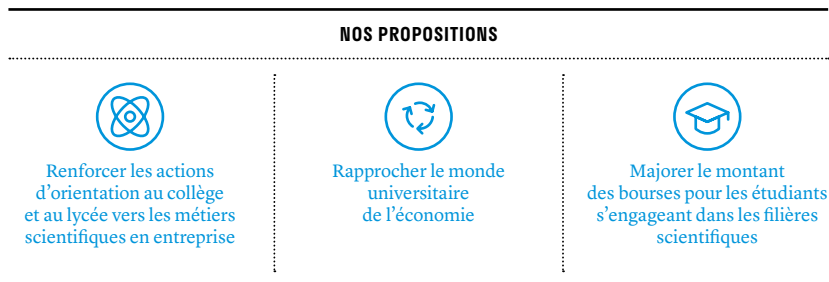 NOS PROPOSITIONS
Renforcer les actions
d’orientation au collège
et au lycée vers les métiers
scientifiques en entreprise
Rapprocher le monde
universitaire
de l’économie
Majorer le montant
des bourses pour les étudiants
s’engageant dans les filières
scientifiques